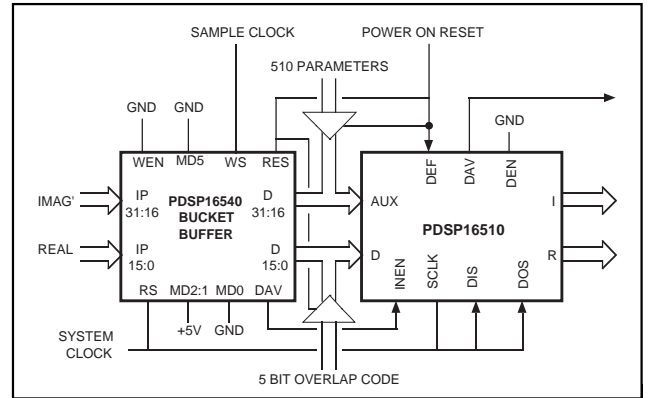 SAMPLE CLOCK
POWER ON RESET
510 PARAMETERS
GND
GND
GND
WEN
MD5
WS
RES
DEF
DAV
DEN
IMAG'
IP
31:16
PDSP16540
BUCKET
BUFFER
D
31:16
AUX
I
PDSP16510
REAL
IP
15:0
D
15:0
D
R
INEN
SCLK
DIS
DOS
RS
MD2:1
MD0
DAV
+5V
GND
SYSTEM
CLOCK
5 BIT OVERLAP CODE